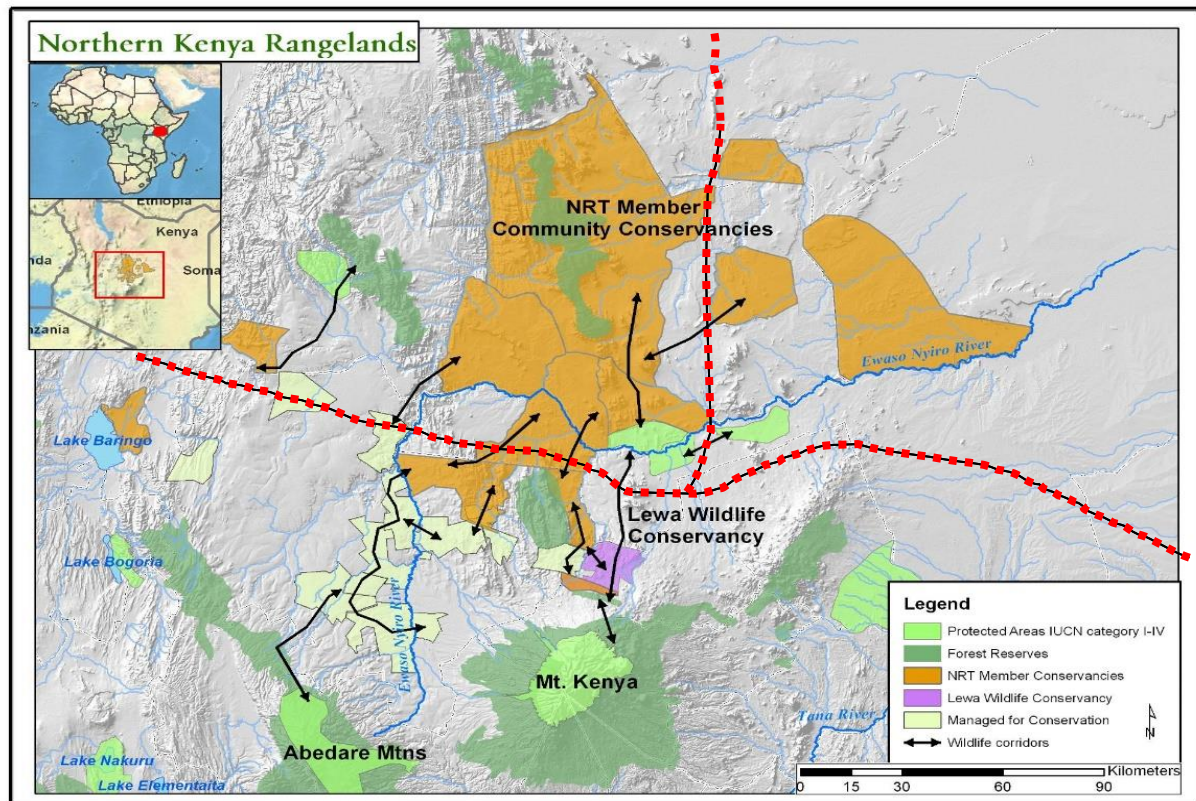 Northern Kenya Rangelands
Ethiopia
Kenya
nda
Soma
nzania
NRT Member
Community Conservancies
Ewaso Nyiro River
Lake Baringo
Lewa Wildlife
Conservancy
Lake Bogoria
Ewaso Nyiro River
Mt. Kenya
Abedare Mtns
Tana River
Lake Nakuru
Lake Elementaita
Legend
Protected Areas IUCN category I-IV
Forest Reserves
NRT Member Conservancies
Lewa Wildlife Conservancy
Managed for Conservation
Wildlife corridors
N
Kilometers
0 15 30 60 90